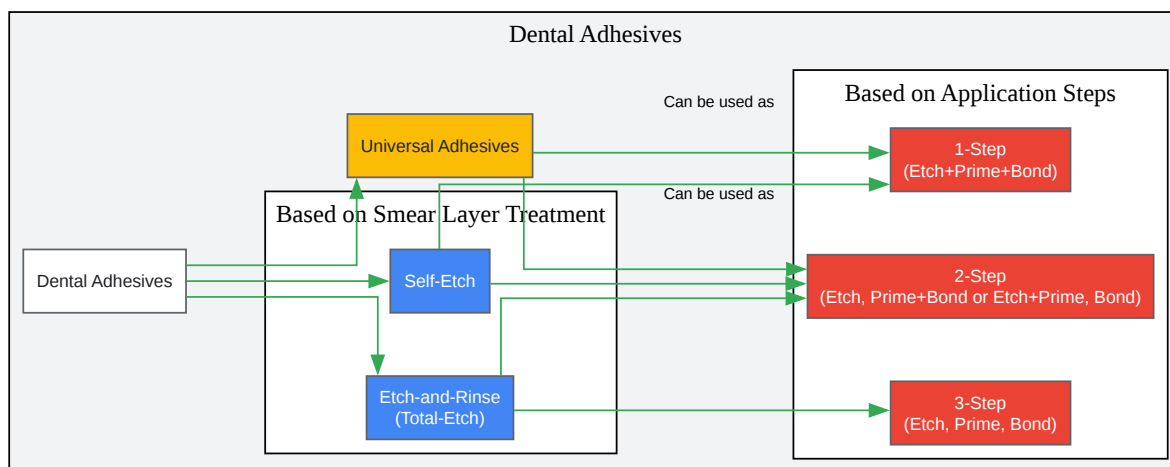 Dental Adhesives
Based on Application Steps
Can be used as
Universal Adhesives
1-Step
(Etch+Prime+Bond)
Can be used as
Based on Smear Layer Treatment
Dental Adhesives
Self-Etch
2-Step
(Etch, Prime+Bond or Etch+Prime, Bond)
Etch-and-Rinse
(Total-Etch)
3-Step
(Etch, Prime, Bond)